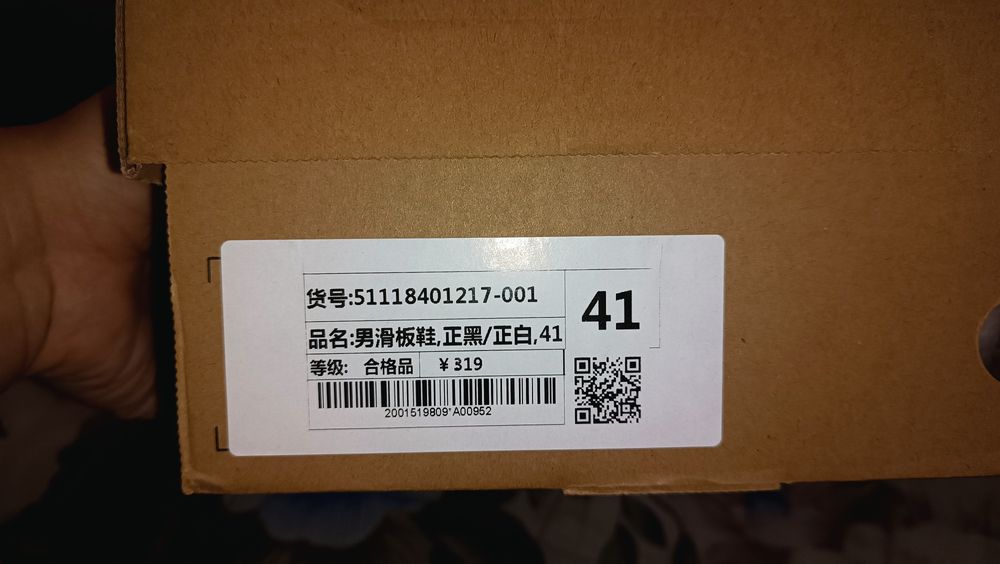 货号:51118401217-001
41
品名:男滑板鞋,正黑/正白,41
等级: 合格品 ￥319
2001519809*A00952